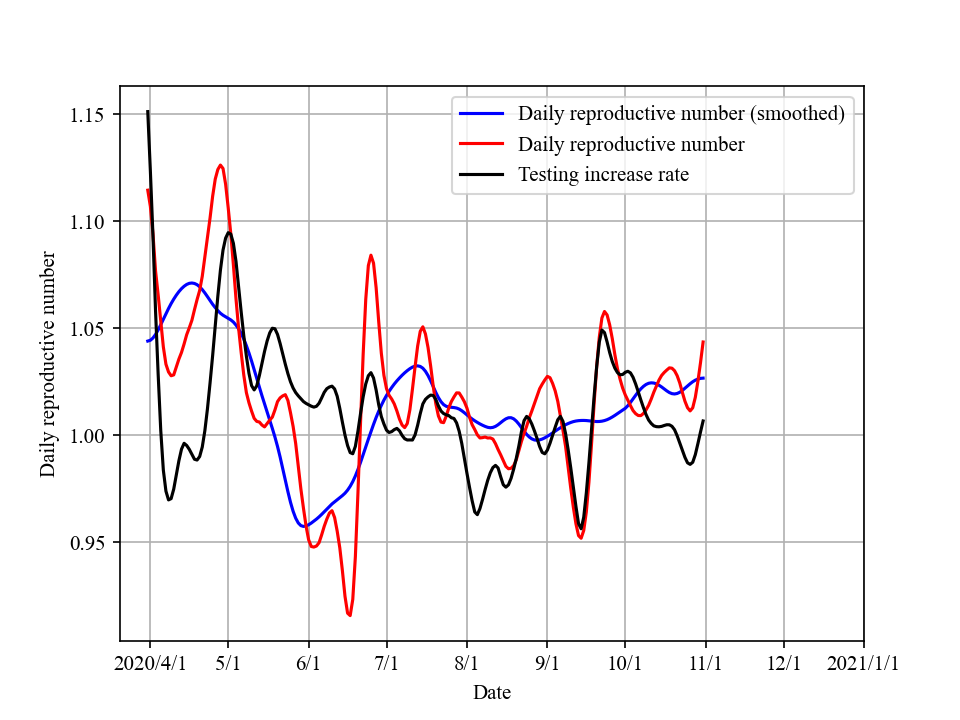 Daily reproductive number (smoothed)
Daily reproductive number
Testing increase rate
1.15
1.10
1.05
1.00
0.95
Daily reproductive number
2020/4/1 5/1 6/1 7/1 8/1 9/1 10/1 11/1 12/1 2021/1/1
Date